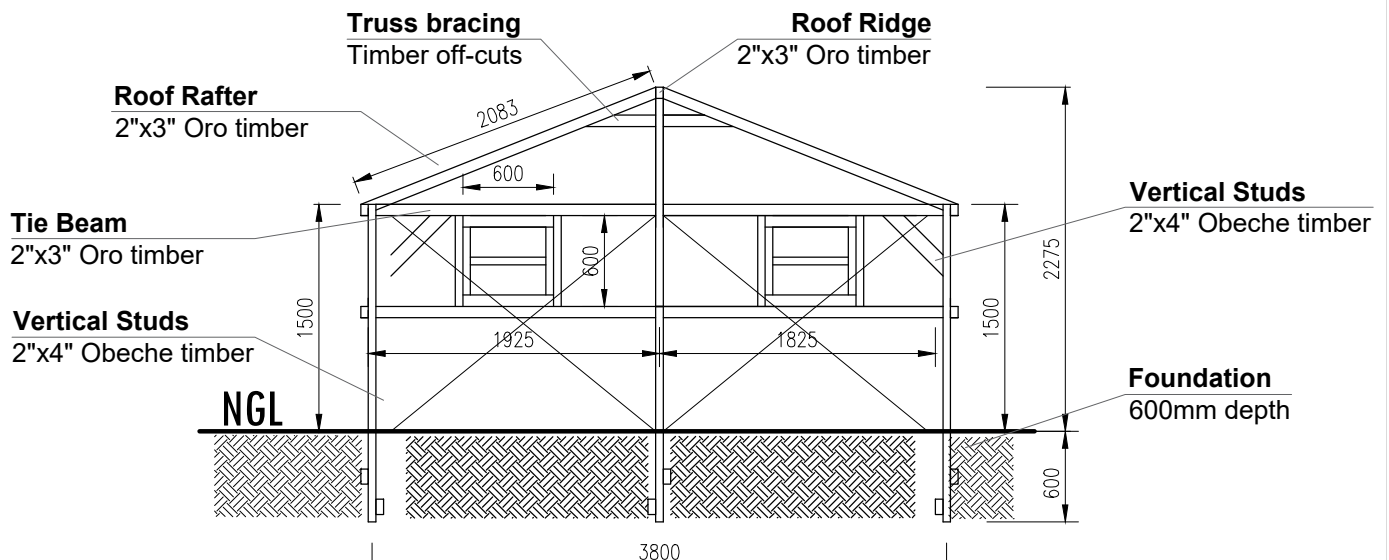 Truss bracing
Timber off-cuts
Roof Ridge
2"x3" Oro timber
Roof Rafter
2"x3" Oro timber
2083
600
Tie Beam
2"x3" Oro timber
Vertical Studs
2"x4" Obeche timber
Vertical Studs
2"x4" Obeche timber
600
1500
1925
1825
1500
2275
Foundation
600mm depth
NGL
600
3800